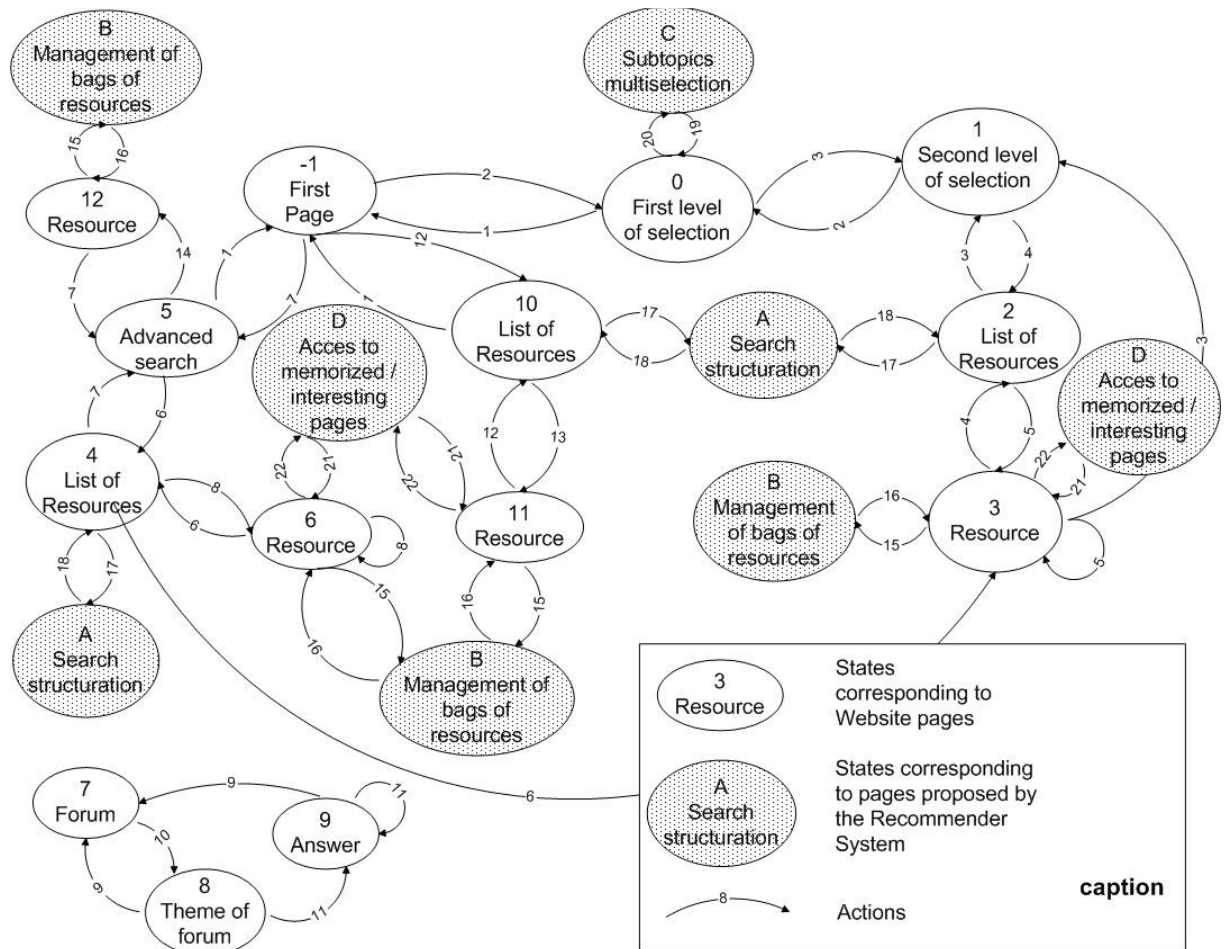 B
Management of
bags of
resources
C
Subtopics
multiselection
15
16
20
19
12
Resource
-1
First
Page
2
1
0
First level
of selection
3
2
1
Second level
of selection
7
14
1
12
7
1
3
4
5
Advanced
search
D
Acces to
memorized /
interesting
pages
10
List of
Resources
17
18
A
Search
structuration
18
17
2
List of
Resources
3
D
Acces to
memorized /
interesting
pages
7
6
12
13
4
5
22
21
4
List of
Resources
8
6
22
21
21
22
6
Resource
8
11
Resource
B
Management
of bags of
resources
16
15
3
Resource
5
18
17
15
16
16
15
A
Search
structuration
B
Management of
bags of
resources
6
7
Forum
9
10
9
9
Answer
11
8
Theme of
forum
11
3
Resource
States
corresponding to
Website pages
A
Search
structuration
States corresponding
to pages proposed by
the Recommender
System
caption
8
Actions